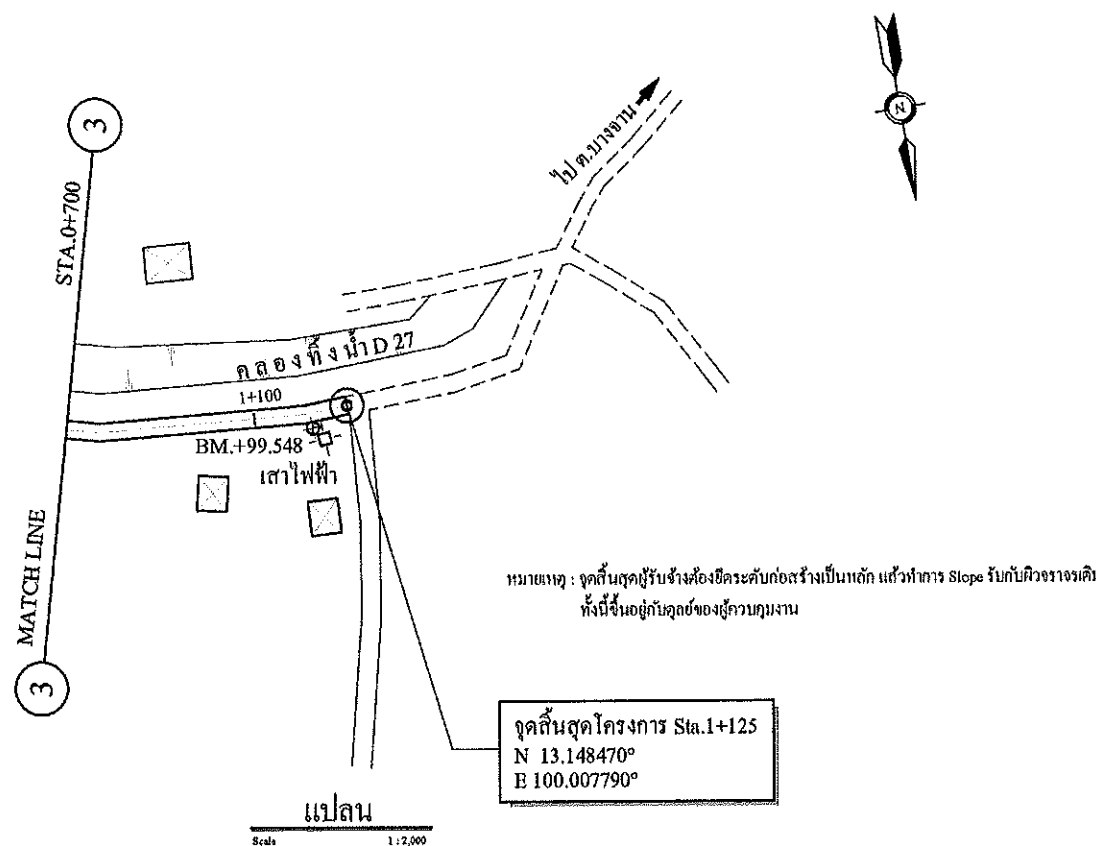 3
N
ไป ต.บางจาน
STA.0+700
คลองทิ้งน้ำ D 27
1+100
BM.+99.548
เสาไฟฟ้า
MATCH LINE
3
หมายเหตุ : จุดสิ้นสุดผู้รับจ้างต้องยึดระดับก่อสร้างเป็นหลัก แล้วทำการ Slope รับกับผิวจราจรเดิ
ทั้งนี้ขึ้นอยู่กับดุลย์ของผู้ควบคุมงาน
จุดสิ้นสุดโครงการ Sta.1+125
N 13.148470°
E 100.007790°
แปลน
Scale 1 : 2,000